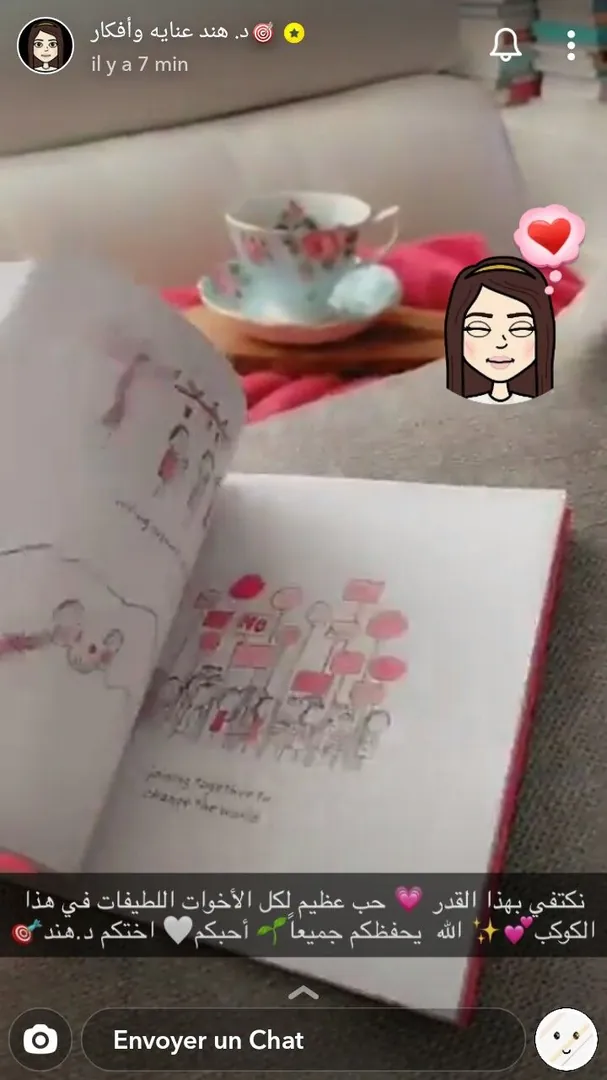 د. هند عنايه وأفكار🎯
il y a 7 min
NO
joining together to
change the world
نكتفي بهذا القدر 💗 حب عظيم لكل الأخوات اللطيفات في هذا
الكوكب💕✨ الله يحفظكم جميعاً🌱 أحبكم🤍 اختكم د.هند🎯
Envoyer un Chat